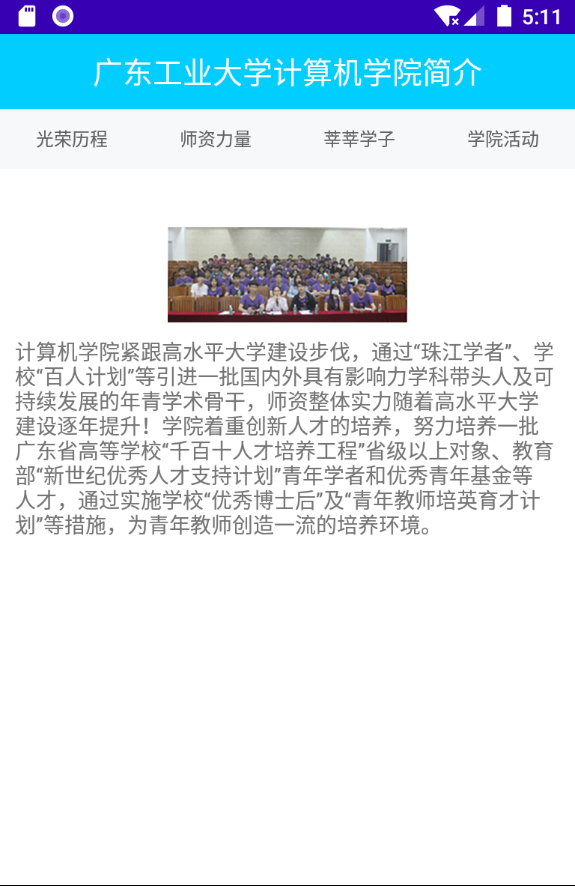 5:11
广东工业大学计算机学院简介
光荣历程 师资力量 莘莘学子 学院活动
计算机学院紧跟高水平大学建设步伐，通过“珠江学者”、学
校“百人计划”等引进一批国内外具有影响力学科带头人及可
持续发展的年青学术骨干，师资整体实力随着高水平大学
建设逐年提升！学院着重创新人才的培养，努力培养一批
广东省高等学校“千百十人才培养工程”省级以上对象、教育
部“新世纪优秀人才支持计划”青年学者和优秀青年基金等
人才，通过实施学校“优秀博士后”及“青年教师培英育才计
划”等措施，为青年教师创造一流的培养环境。